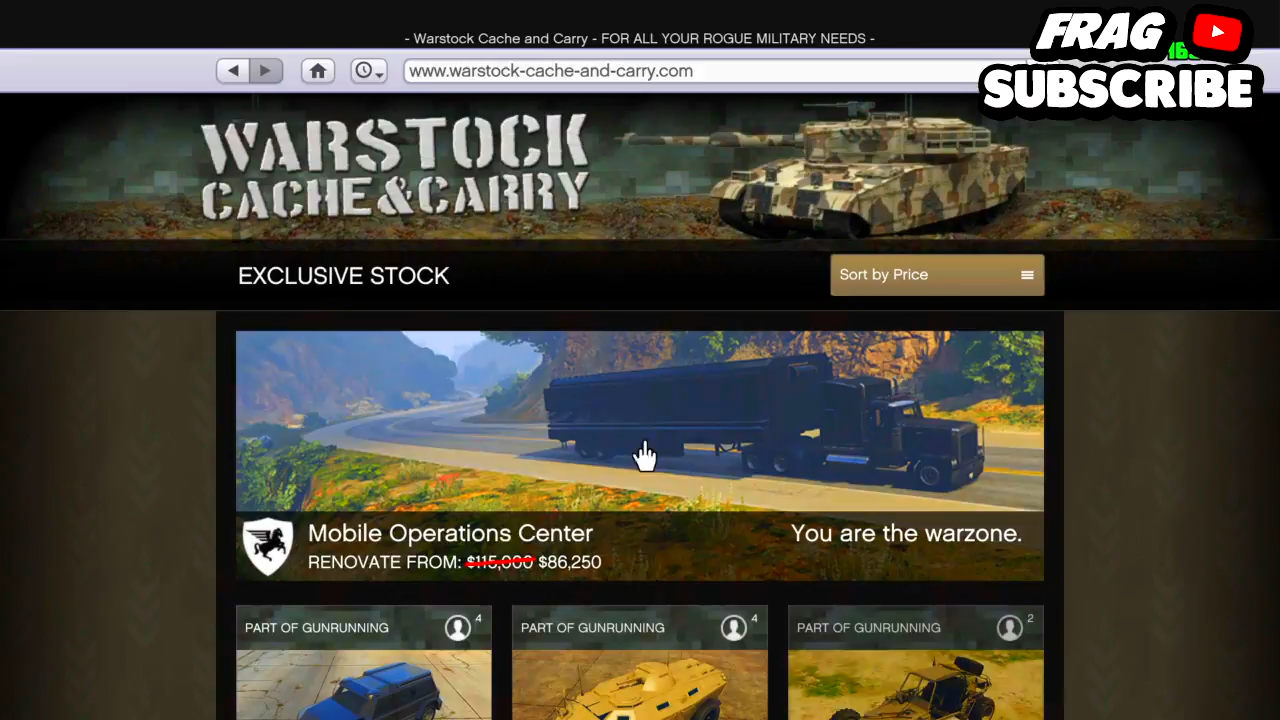 - Warstock Cache and Carry - FOR ALL YOUR ROGUE MILITARY NEEDS -
FRAG
SUBSCRIBE
www.warstock-cache-and-carry.com
WARSTOCK
CACHE&CARRY
EXCLUSIVE STOCK
Sort by Price
Mobile Operations Center
You are the warzone.
RENOVATE FROM: $115,000 $86,250
PART OF GUNRUNNING 4
PART OF GUNRUNNING 4
PART OF GUNRUNNING 2